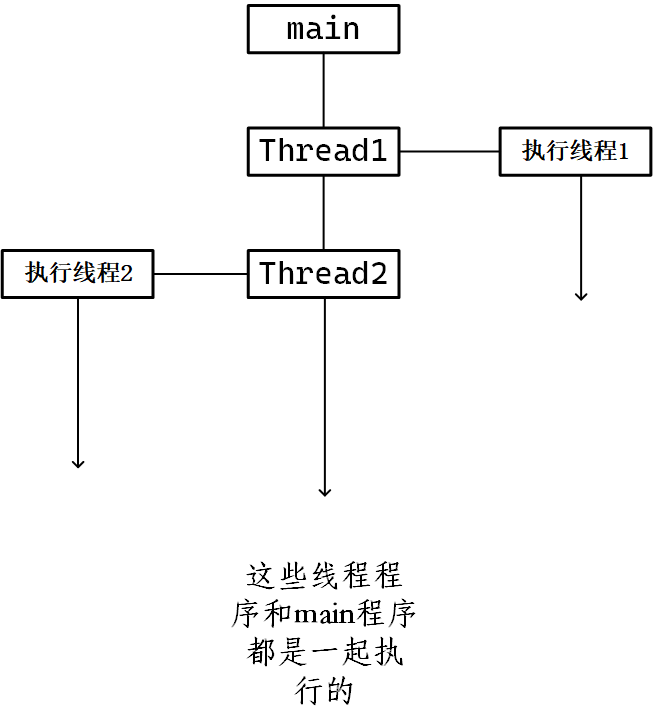 main
Thread1
执行线程1
执行线程2
Thread2
这些线程程
序和main程序
都是一起执
行的